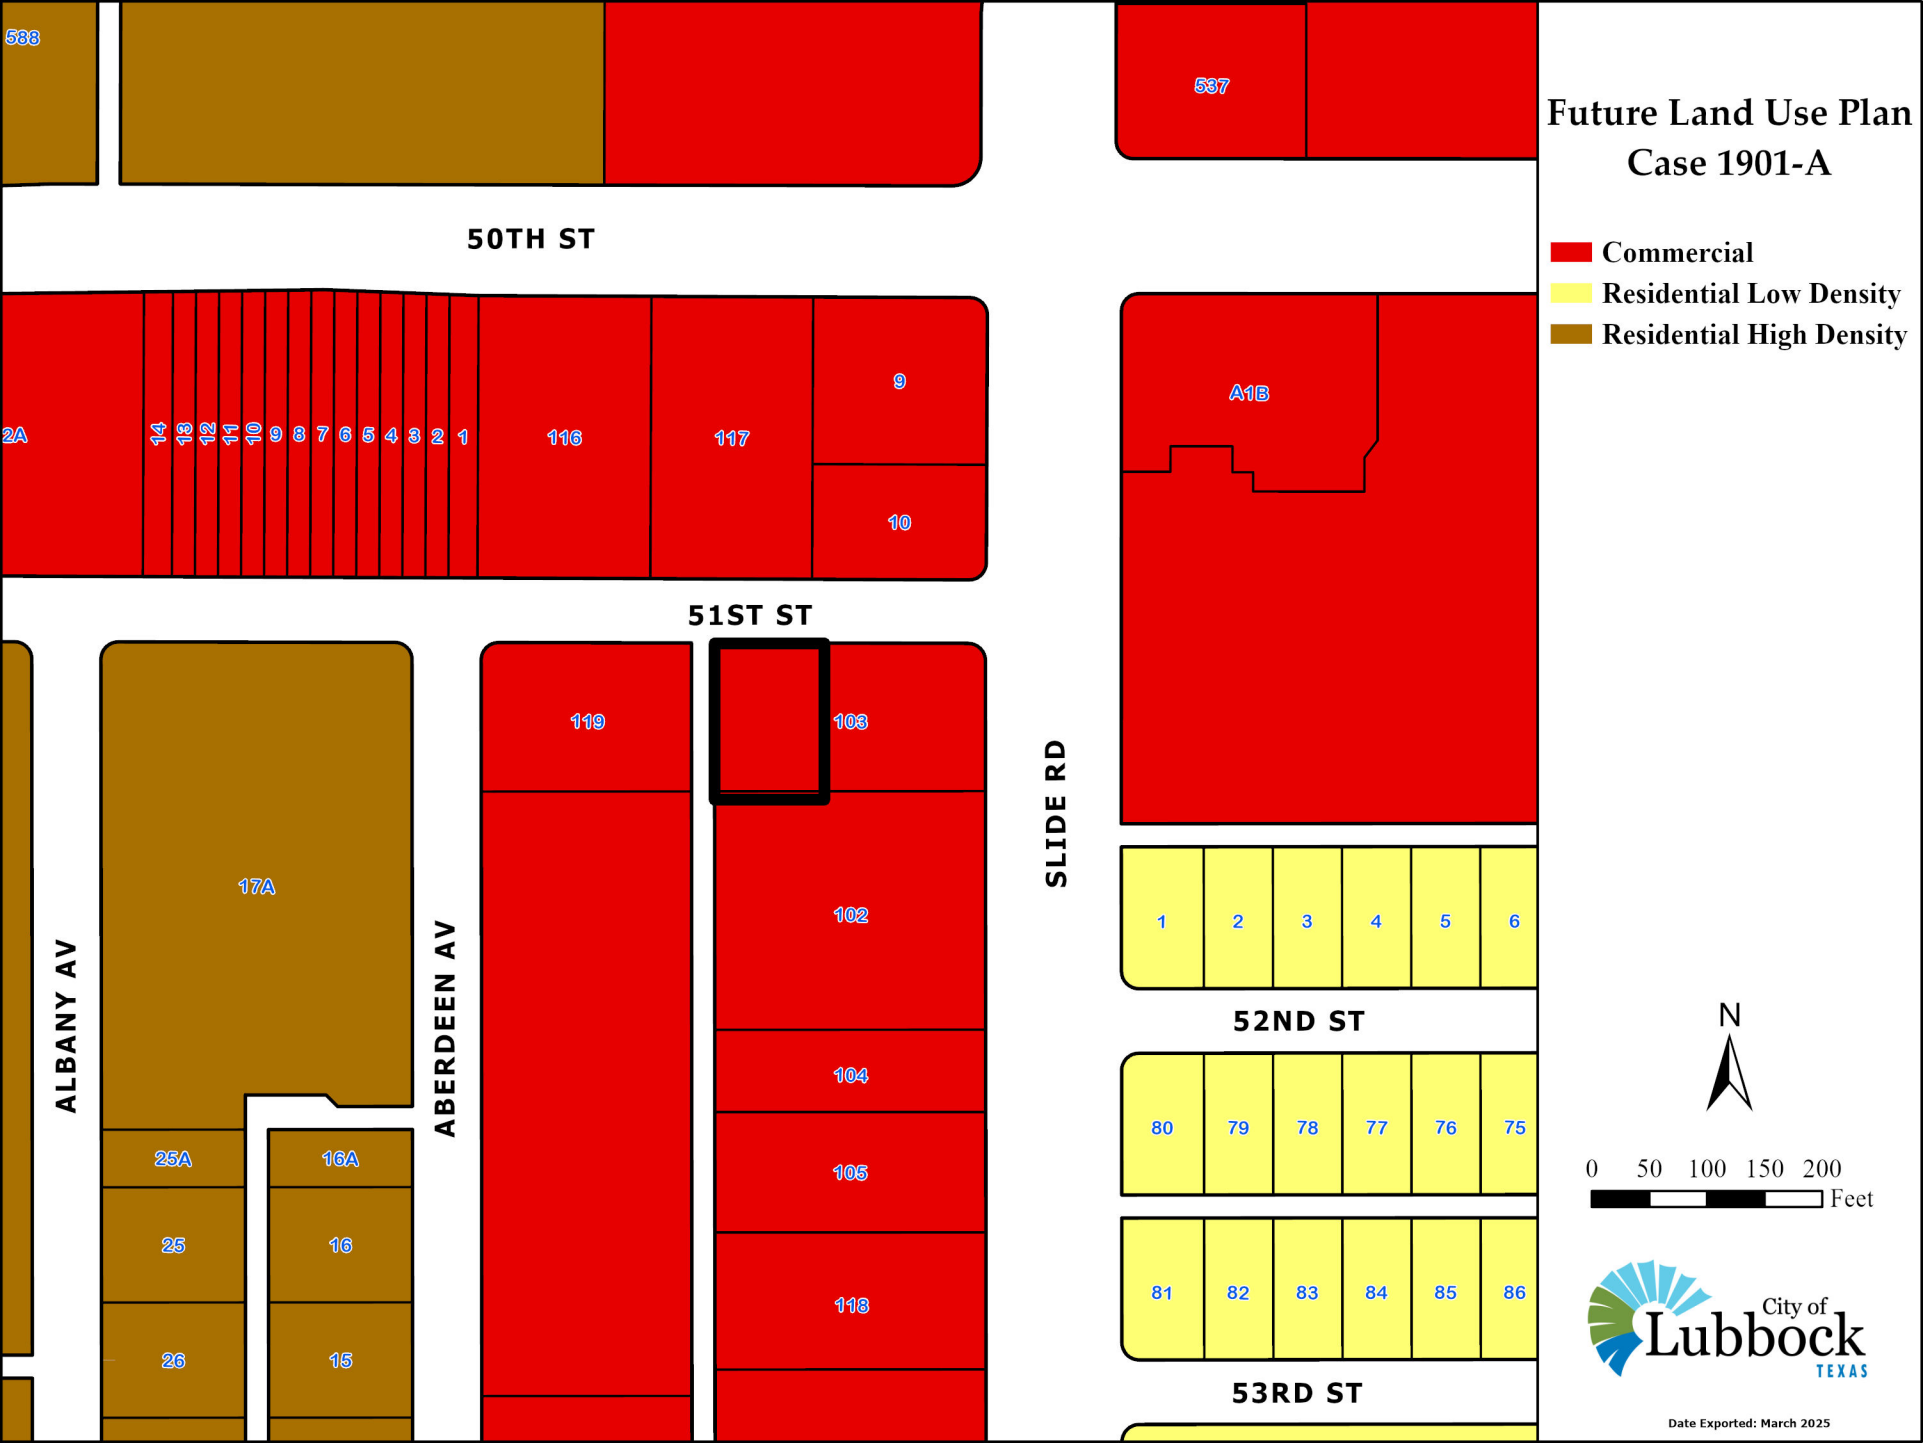 588
537
Future Land Use Plan
Case 1901-A
50TH ST
Commercial
Residential Low Density
Residential High Density
9
A1B
2A
14
13
12
11
10
9
8
7
6
5
4
3
2
1
116
117
10
51ST ST
119
103
SLIDE RD
17A
102
1
2
3
4
5
6
ALBANY AV
ABERDEEN AV
52ND ST
N
104
80
79
78
77
76
75
25A
16A
105
0 50 100 150 200
Feet
25
16
118
81
82
83
84
85
86
26
15
City of
Lubbock
TEXAS
53RD ST
Date Exported: March 2025